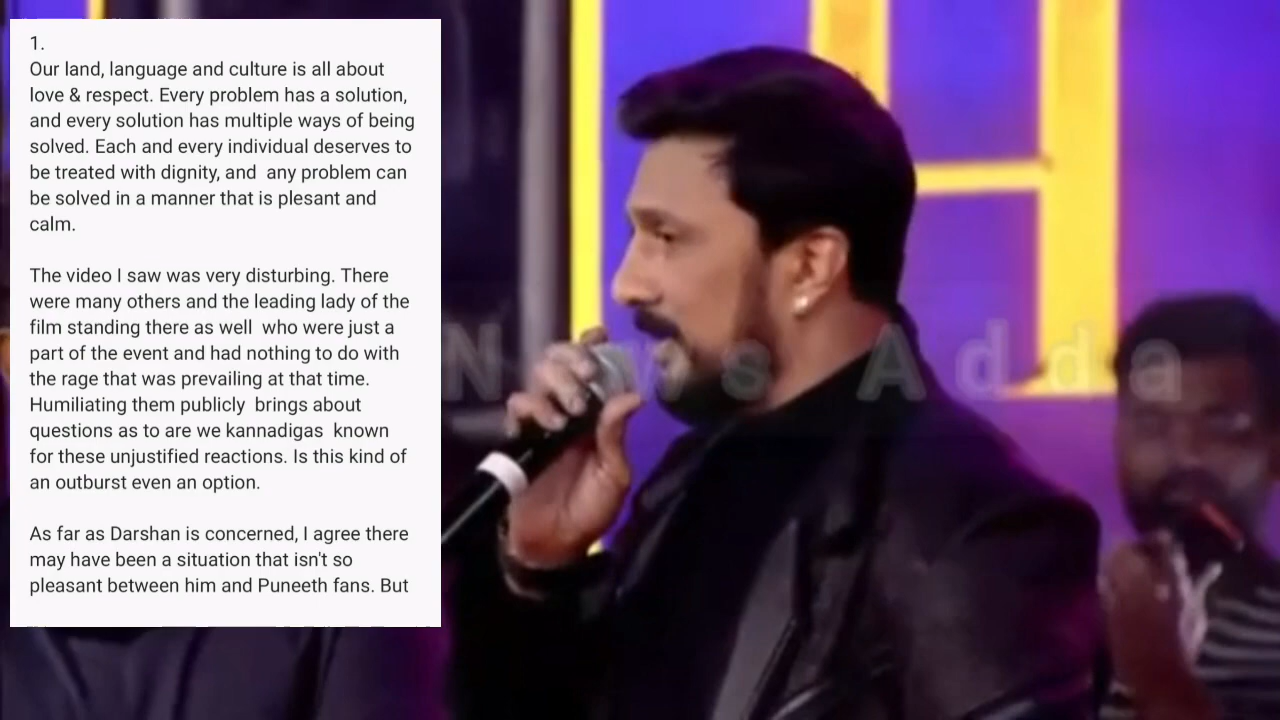 1.
Our land, language and culture is all about
love & respect. Every problem has a solution,
and every solution has multiple ways of being
solved. Each and every individual deserves to
be treated with dignity, and  any problem can
be solved in a manner that is plesant and
calm.
The video I saw was very disturbing. There
were many others and the leading lady of the
film standing there as well  who were just a
part of the event and had nothing to do with
the rage that was prevailing at that time.
Humiliating them publicly  brings about
questions as to are we kannadigas  known
for these unjustified reactions. Is this kind of
an outburst even an option.
As far as Darshan is concerned, I agree there
may have been a situation that isn't so
pleasant between him and Puneeth fans. But
News Adda